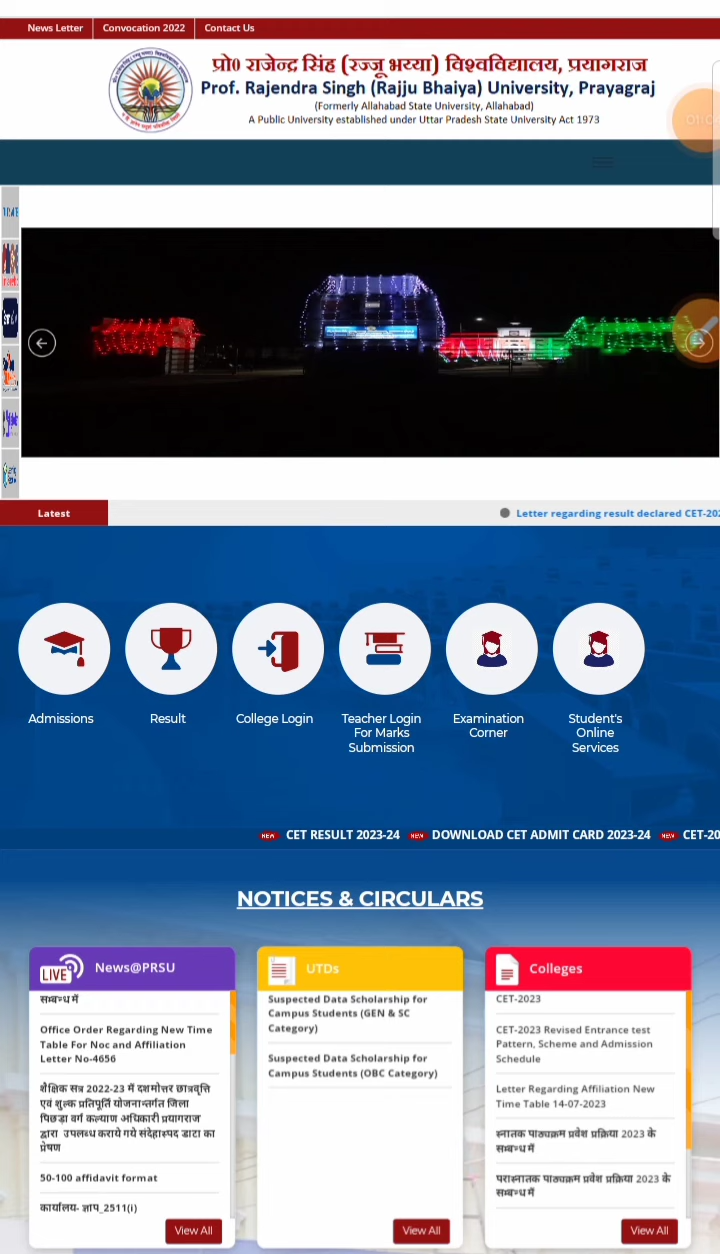 News Letter
Convocation 2022
Contact Us
प्रो0 राजेन्द्र सिंह (रज्जू भय्या) विश्वविद्यालय, प्रयागराज
Prof. Rajendra Singh (Rajju Bhaiya) University, Prayagraj
(Formerly Allahabad State University, Allahabad)
A Public University established under Uttar Pradesh State University Act 1973
Latest
Letter regarding result declared CET-202
Admissions
Result
College Login
Teacher Login
For Marks
Submission
Examination
Corner
Student's
Online
Services
NEW CET RESULT 2023-24 NEW DOWNLOAD CET ADMIT CARD 2023-24 NEW CET-20
NOTICES & CIRCULARS
LIVE News@PRSU
सम्बन्ध में
Office Order Regarding New Time
Table For Noc and Affiliation
Letter No-4656
शैक्षिक सत्र 2022-23 में दशमोत्तर छात्रवृत्ति
एवं शुल्क प्रतिपूर्ति योजनान्तर्गत जिला
पिछड़ा वर्ग कल्याण अधिकारी प्रयागराज
द्वारा उपलब्ध कराये गये संदेहास्पद डाटा का
प्रेषण
50-100 affidavit format
कार्यालय- ज्ञाप_2511(i)
View All
UTDs
Suspected Data Scholarship for
Campus Students (GEN & SC
Category)
Suspected Data Scholarship for
Campus Students (OBC Category)
View All
Colleges
CET-2023
CET-2023 Revised Entrance test
Pattern, Scheme and Admission
Schedule
Letter Regarding Affiliation New
Time Table 14-07-2023
स्नातक पाठ्यक्रम प्रवेश प्रक्रिया 2023 के
सम्बन्ध में
परास्नातक पाठ्यक्रम प्रवेश प्रक्रिया 2023 के
सम्बन्ध में
View All